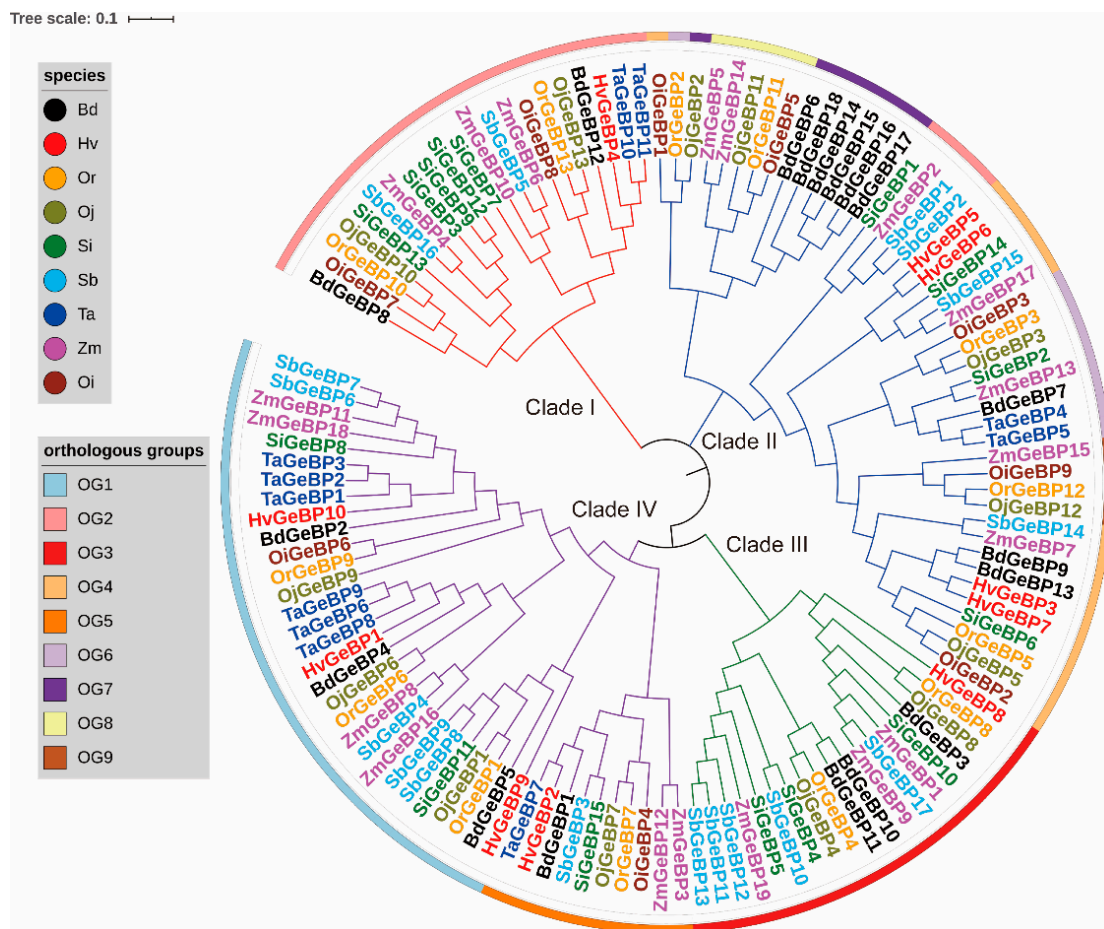 Tree scale: 0.1
species
Bd
Hv
Or
Oj
Si
Sb
Ta
Zm
Oi
orthologous groups
OG1
OG2
OG3
OG4
OG5
OG6
OG7
OG8
OG9
Clade I
Clade II
Clade III
Clade IV
BdGeBP8
OiGeBP7
OrGeBP10
OjGeBP10
SiGeBP13
SbGeBP16
ZmGeBP4
SiGeBP3
SiGeBP9
SiGeBP12
SiGeBP7
ZmGeBP10
SbGeBP5
ZmGeBP6
OiGeBP8
OrGeBP13
OjGeBP13
BdGeBP12
HvGeBP4
TaGeBP10
TaGeBP11
OiGeBP1
OrGeBP2
OjGeBP2
ZmGeBP5
ZmGeBP14
OjGeBP11
OrGeBP11
OiGeBP5
BdGeBP6
BdGeBP18
BdGeBP14
BdGeBP15
BdGeBP16
BdGeBP17
SiGeBP1
ZmGeBP2
SbGeBP1
SbGeBP2
HvGeBP5
HvGeBP6
SiGeBP14
SbGeBP15
ZmGeBP17
OiGeBP3
OrGeBP3
OjGeBP3
SiGeBP2
ZmGeBP13
BdGeBP7
TaGeBP4
TaGeBP5
ZmGeBP15
OiGeBP9
OrGeBP12
OjGeBP12
SbGeBP14
ZmGeBP7
BdGeBP9
BdGeBP13
HvGeBP3
HvGeBP7
SiGeBP6
OrGeBP5
OjGeBP5
OiGeBP2
HvGeBP8
OrGeBP8
OjGeBP8
BdGeBP3
SiGeBP10
ZmGeBP1
SbGeBP17
ZmGeBP9
BdGeBP10
BdGeBP11
OrGeBP4
OjGeBP4
SiGeBP4
SbGeBP10
SiGeBP5
ZmGeBP19
SbGeBP12
SbGeBP11
SbGeBP13
ZmGeBP3
ZmGeBP12
OiGeBP4
OrGeBP7
OjGeBP7
SiGeBP15
SbGeBP3
BdGeBP1
HvGeBP2
TaGeBP7
HvGeBP9
BdGeBP5
OrGeBP1
OjGeBP1
SiGeBP11
SbGeBP8
SbGeBP9
ZmGeBP16
SbGeBP4
ZmGeBP8
OrGeBP6
OjGeBP6
BdGeBP4
HvGeBP1
TaGeBP8
TaGeBP6
TaGeBP9
OjGeBP9
OrGeBP9
OiGeBP6
BdGeBP2
HvGeBP10
TaGeBP1
TaGeBP2
TaGeBP3
SiGeBP8
ZmGeBP18
ZmGeBP11
SbGeBP6
SbGeBP7